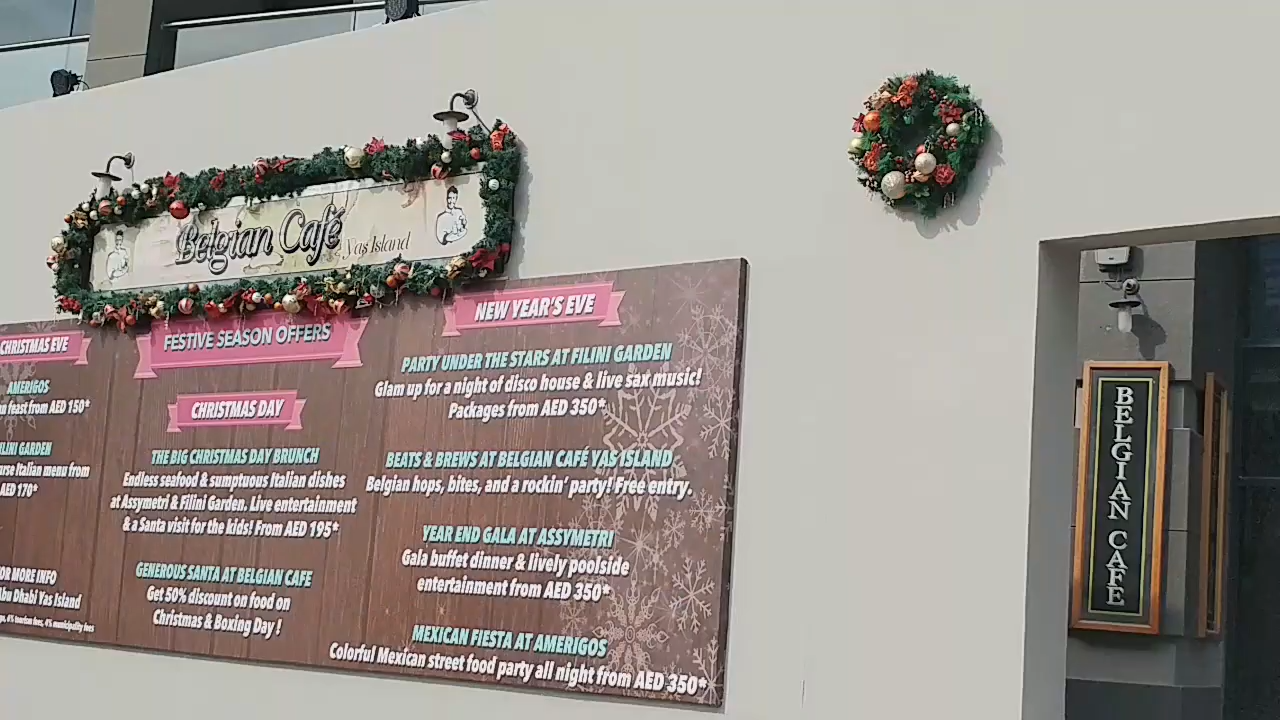 Belgian Café
Yas Island
CHRISTMAS EVE
AMERIGOS
feast from AED 150*
GARDEN
Italian menu from
AED 170*
MORE INFO
Abu Dhabi Yas Island
FESTIVE SEASON OFFERS
CHRISTMAS DAY
THE BIG CHRISTMAS DAY BRUNCH
Endless seafood & sumptuous Italian dishes
at Assymetri & Filini Garden. Live entertainment
& a Santa visit for the kids! From AED 195*
GENEROUS SANTA AT BELGIAN CAFE
Get 50% discount on food on
Christmas & Boxing Day !
NEW YEAR'S EVE
PARTY UNDER THE STARS AT FILINI GARDEN
Glam up for a night of disco house & live sax music!
Packages from AED 350*
BEATS & BREWS AT BELGIAN CAFÉ YAS ISLAND
Belgian hops, bites, and a rockin' party! Free entry.
YEAR END GALA AT ASSYMETRI
Gala buffet dinner & lively poolside
entertainment from AED 350*
MEXICAN FIESTA AT AMERIGOS
Colorful Mexican street food party all night from AED 350*
BELGIAN CAFE